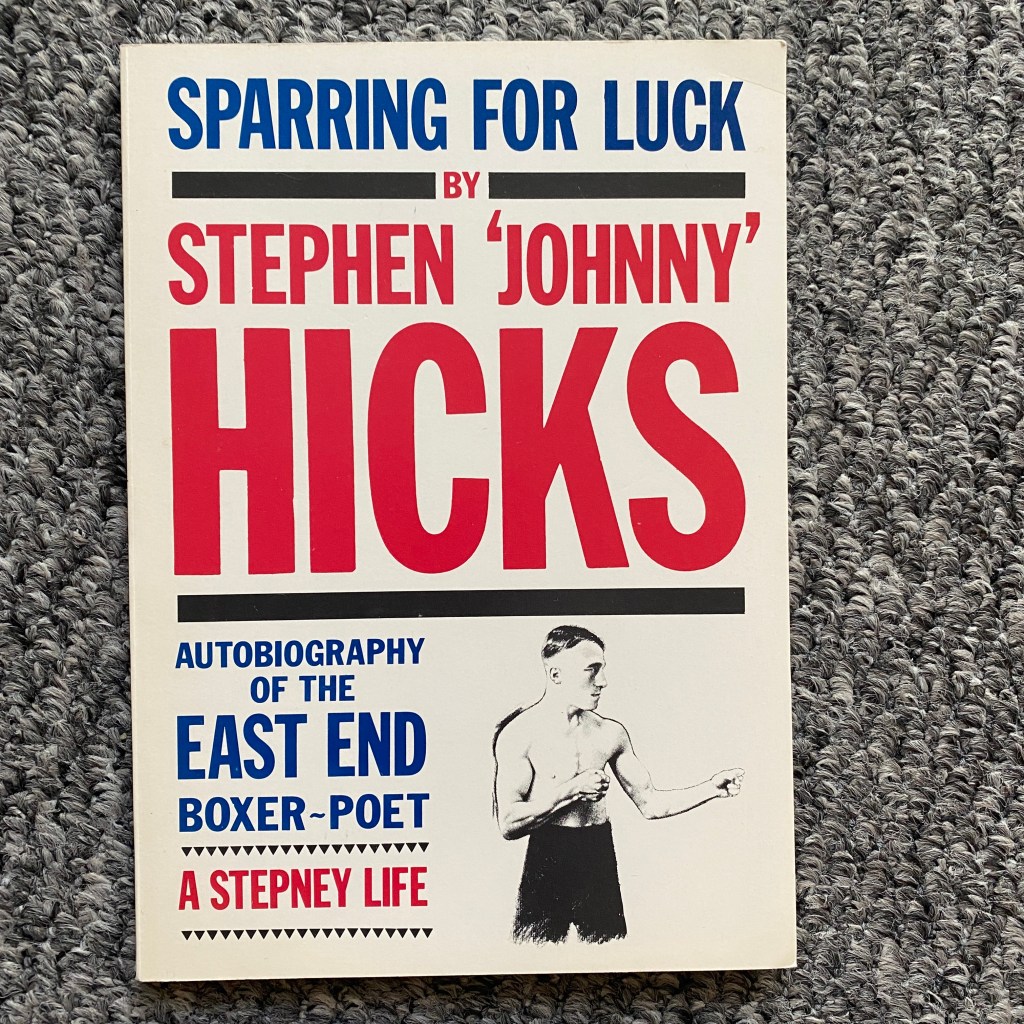 SPARRING FOR LUCK
BY
STEPHEN ‘JOHNNY’
HICKS
AUTOBIOGRAPHY
OF THE
EAST END
BOXER~POET
A STEPNEY LIFE